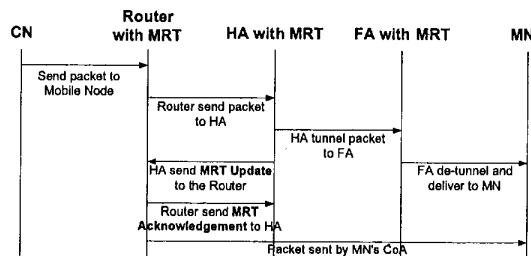 CN
Router
with MRT
HA with MRT
FA with MRT
MN
Send packet to
Mobile Node
Router send packet
to HA
HA tunnel packet
to FA
HA send MRT Update
to the Router
FA de-tunnel and
deliver to MN
Router send MRT
Acknowledgement to HA
Packet sent by MN's CoA